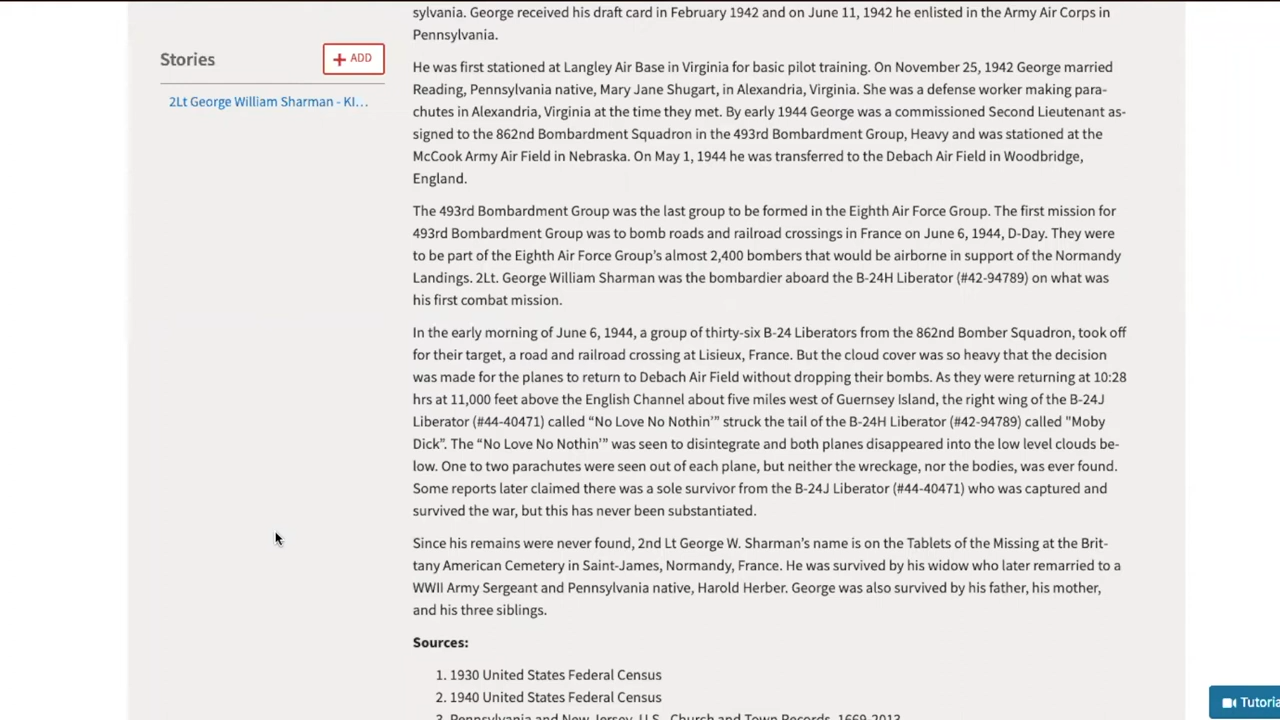 sylvania. George received his draft card in February 1942 and on June 11, 1942 he enlisted in the Army Air Corps in
Pennsylvania.
Stories
+ ADD
2Lt George William Sharman - KI...
He was first stationed at Langley Air Base in Virginia for basic pilot training. On November 25, 1942 George married
Reading, Pennsylvania native, Mary Jane Shugart, in Alexandria, Virginia. She was a defense worker making para-
chutes in Alexandria, Virginia at the time they met. By early 1944 George was a commissioned Second Lieutenant as-
signed to the 862nd Bombardment Squadron in the 493rd Bombardment Group, Heavy and was stationed at the
McCook Army Air Field in Nebraska. On May 1, 1944 he was transferred to the Debach Air Field in Woodbridge,
England.
The 493rd Bombardment Group was the last group to be formed in the Eighth Air Force Group. The first mission for
493rd Bombardment Group was to bomb roads and railroad crossings in France on June 6, 1944, D-Day. They were
to be part of the Eighth Air Force Group's almost 2,400 bombers that would be airborne in support of the Normandy
Landings. 2Lt. George William Sharman was the bombardier aboard the B-24H Liberator (#42-94789) on what was
his first combat mission.
In the early morning of June 6, 1944, a group of thirty-six B-24 Liberators from the 862nd Bomber Squadron, took off
for their target, a road and railroad crossing at Lisieux, France. But the cloud cover was so heavy that the decision
was made for the planes to return to Debach Air Field without dropping their bombs. As they were returning at 10:28
hrs at 11,000 feet above the English Channel about five miles west of Guernsey Island, the right wing of the B-24J
Liberator (#44-40471) called “No Love No Nothin’” struck the tail of the B-24H Liberator (#42-94789) called "Moby
Dick”. The “No Love No Nothin’” was seen to disintegrate and both planes disappeared into the low level clouds be-
low. One to two parachutes were seen out of each plane, but neither the wreckage, nor the bodies, was ever found.
Some reports later claimed there was a sole survivor from the B-24J Liberator (#44-40471) who was captured and
survived the war, but this has never been substantiated.
Since his remains were never found, 2nd Lt George W. Sharman’s name is on the Tablets of the Missing at the Brit-
tany American Cemetery in Saint-James, Normandy, France. He was survived by his widow who later remarried to a
WWII Army Sergeant and Pennsylvania native, Harold Herber. George was also survived by his father, his mother,
and his three siblings.
Sources:
1. 1930 United States Federal Census
2. 1940 United States Federal Census
3. Pennsylvania and New Jersey, U.S., Church and Town Records, 1669-2013
Tutoria